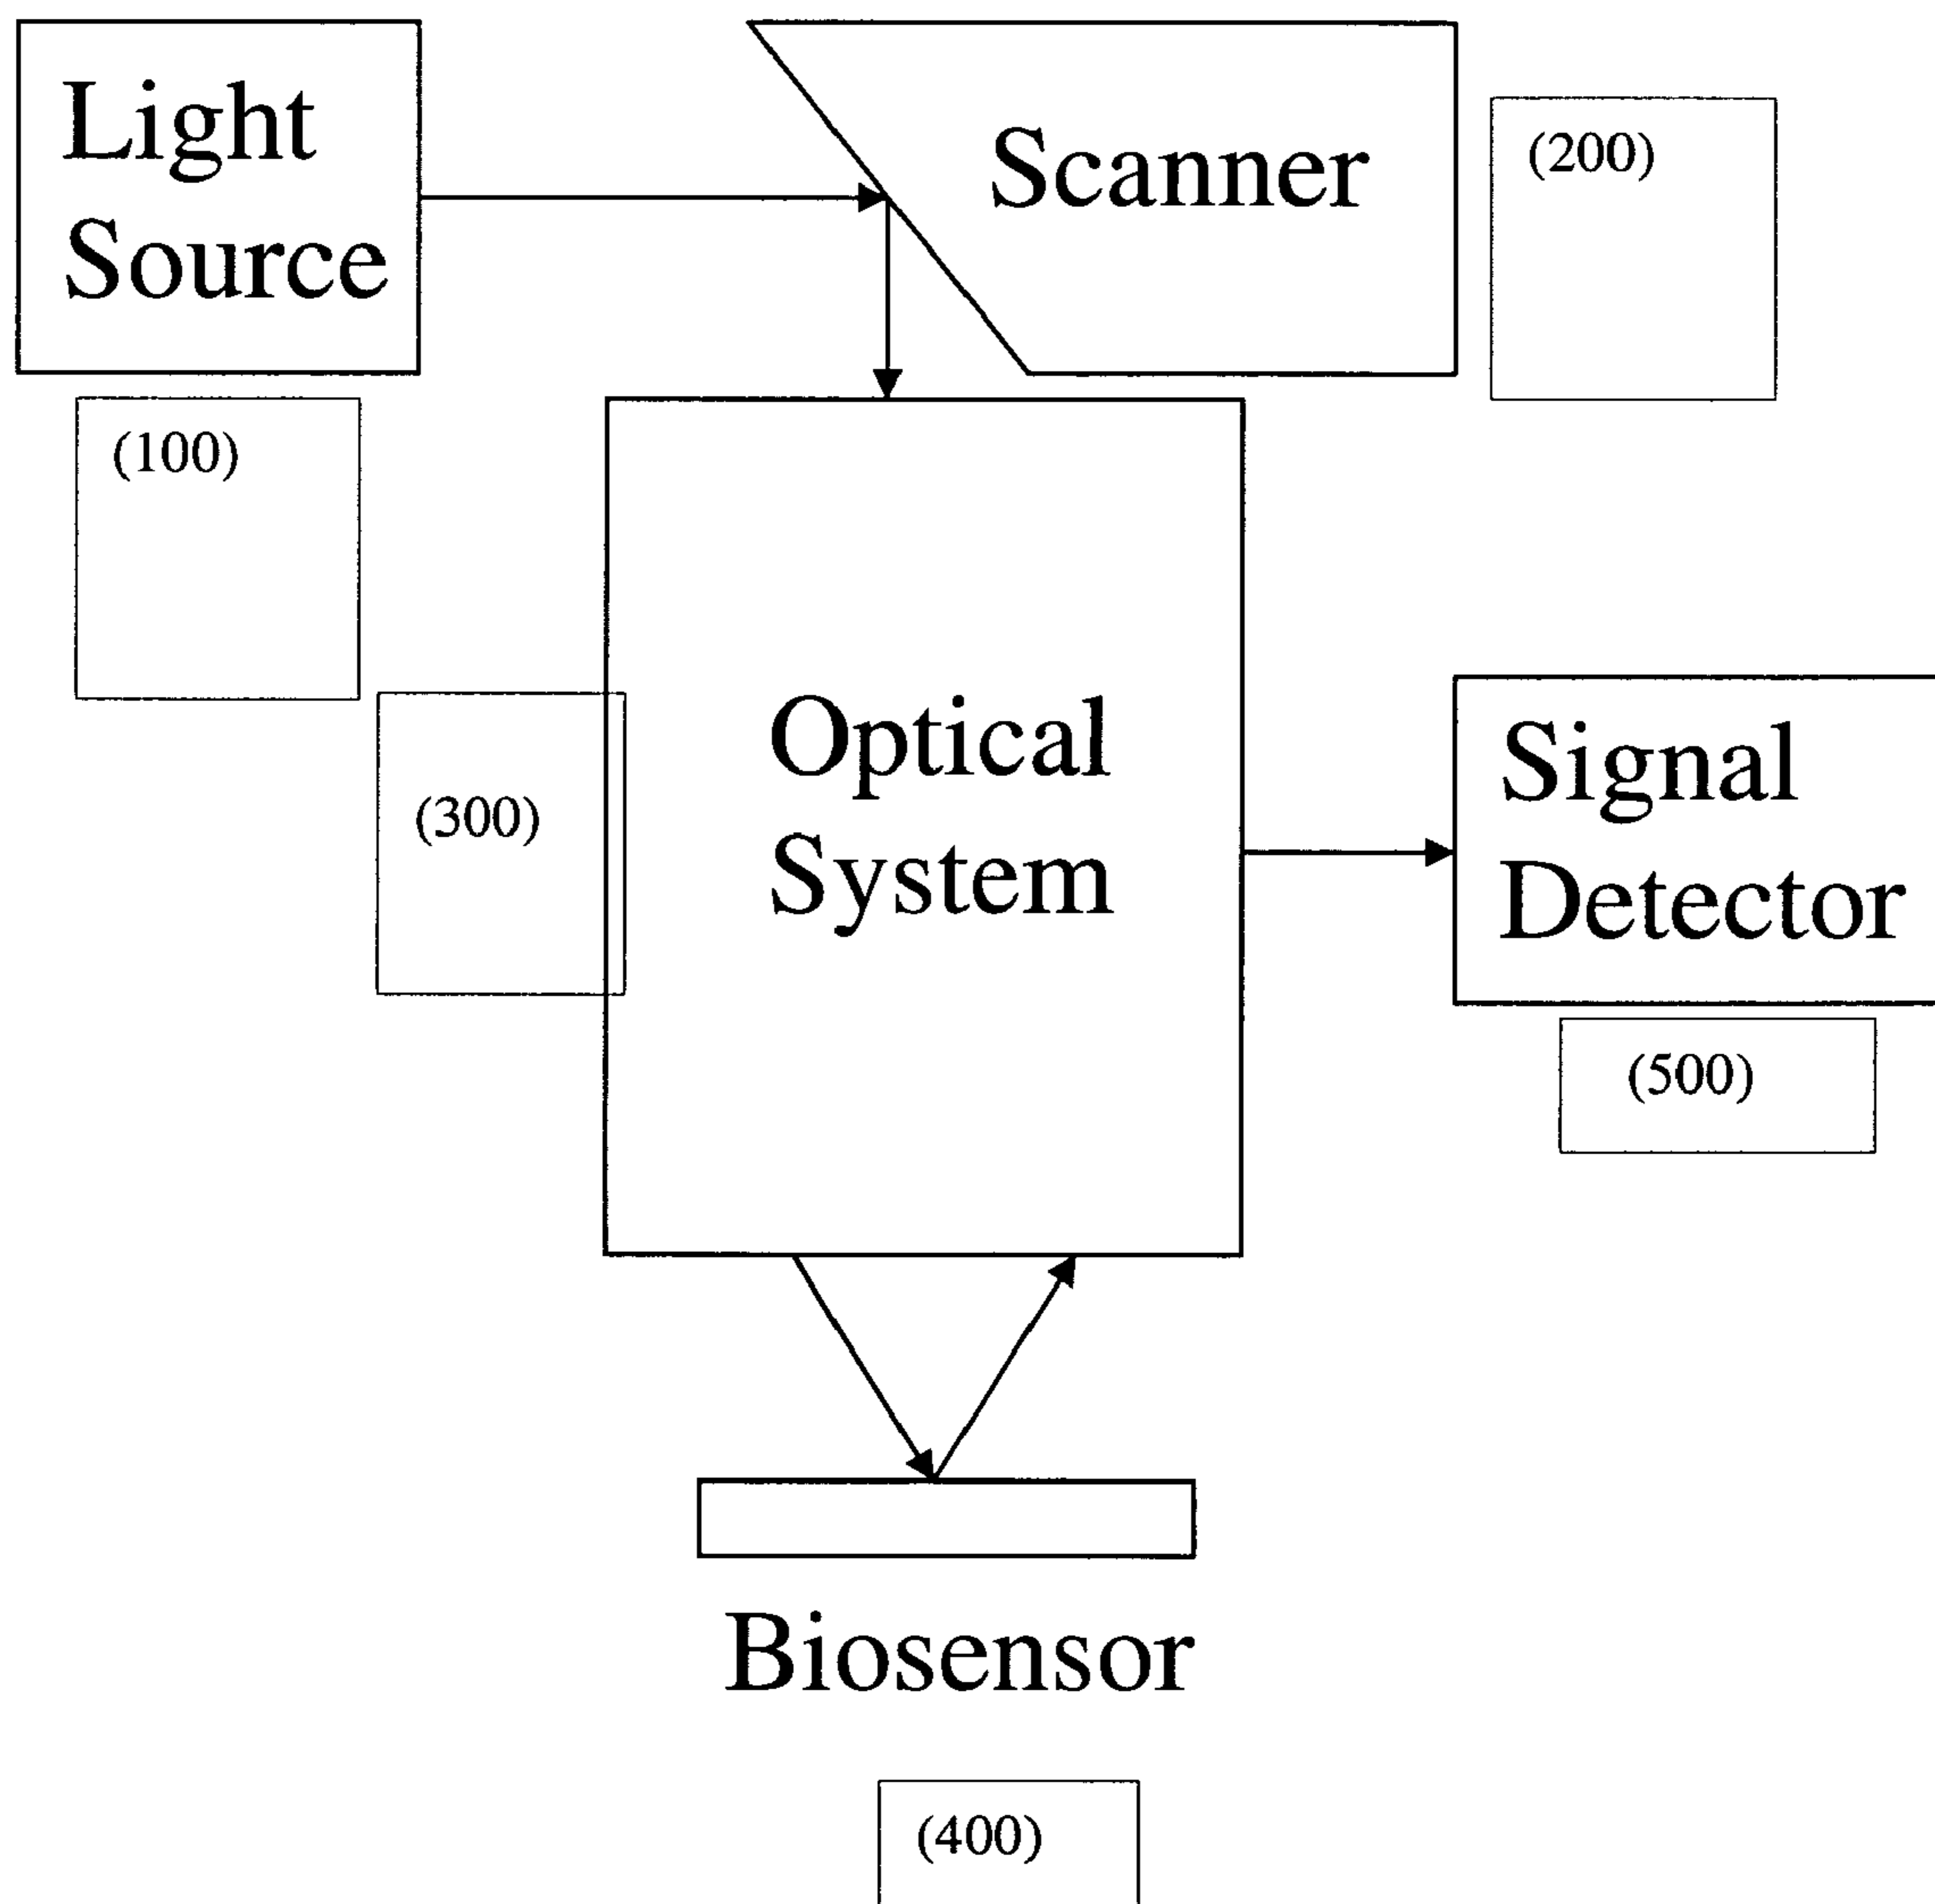 Light
Source
Scanner
(200)
(100)
Optical
System
(300)
Signal
Detector
(500)
Biosensor
(400)